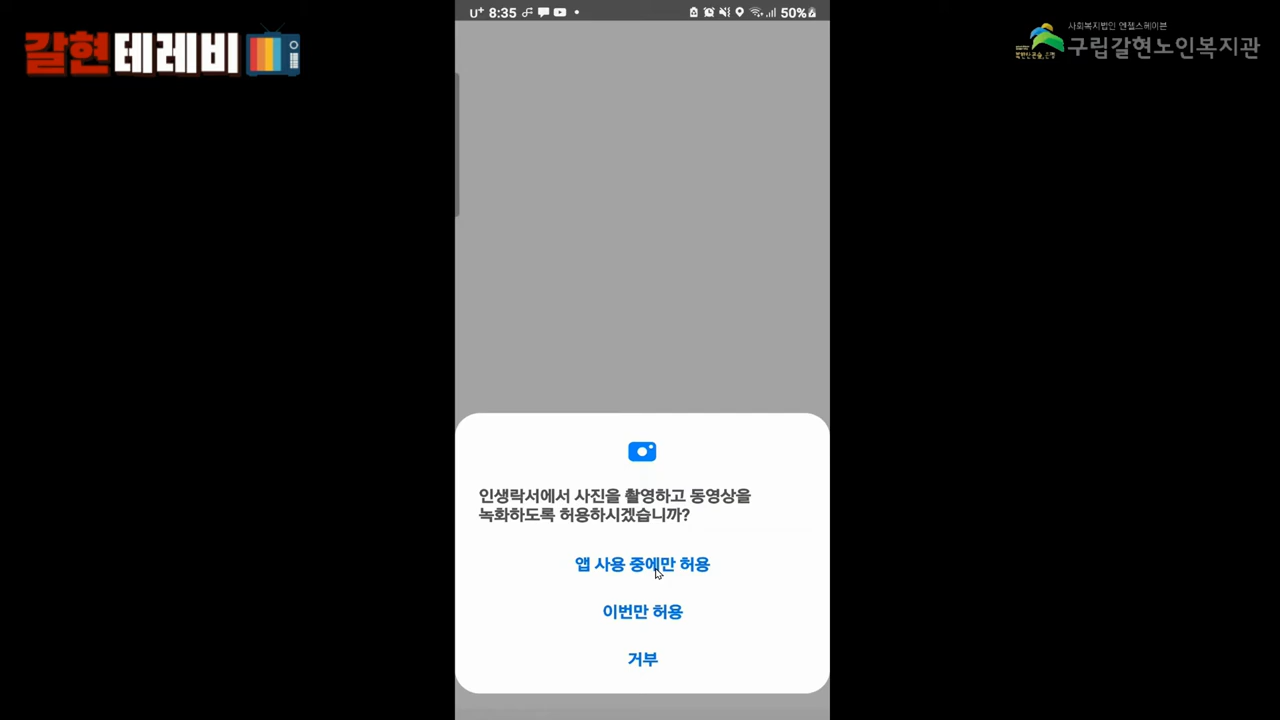 갈현테레비
U+ 8:35
50%
사회복지법인 엔젤스헤이븐
구립갈현노인복지관
인생락서에서 사진을 촬영하고 동영상을
녹화하도록 허용하시겠습니까?
앱 사용 중에만 허용
이번만 허용
거부